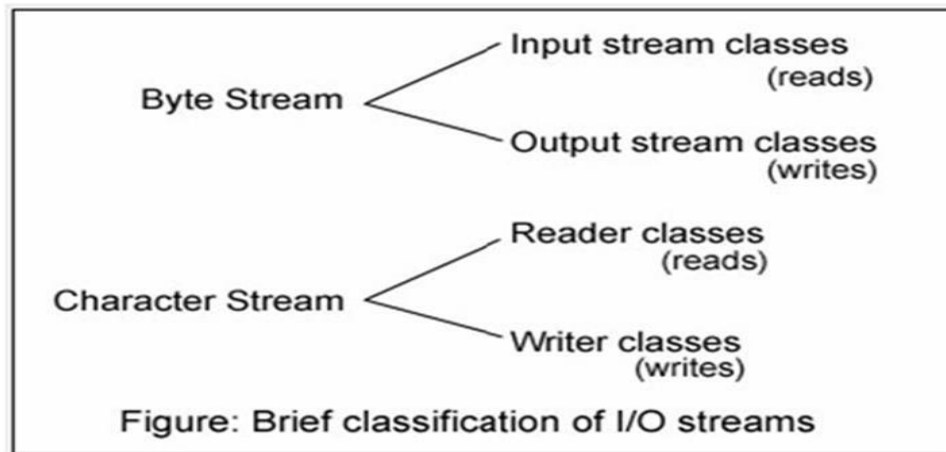 Input stream classes
(reads)
Byte Stream
Output stream classes
(writes)
Reader classes
(reads)
Character Stream
Writer classes
(writes)
Figure: Brief classification of I/O streams